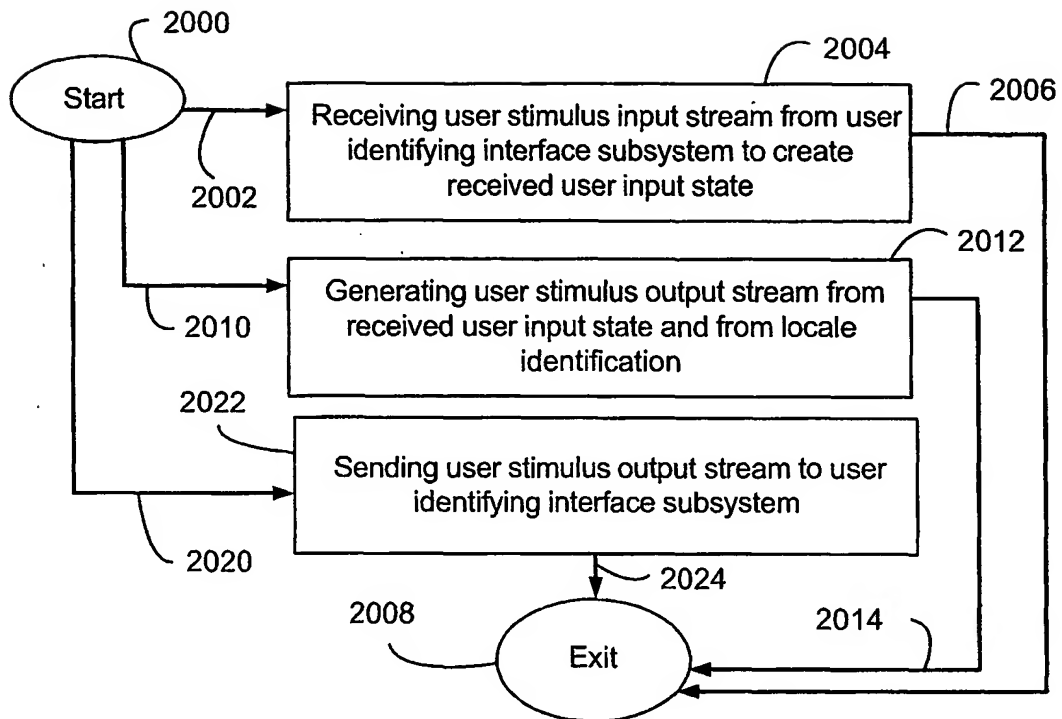 2000
Start
2004
2006
Receiving user stimulus input stream from user
identifying interface subsystem to create
received user input state
2002
2012
Generating user stimulus output stream from
received user input state and from locale
identification
2010
2022
Sending user stimulus output stream to user
identifying interface subsystem
2020
2024
2008
Exit
2014